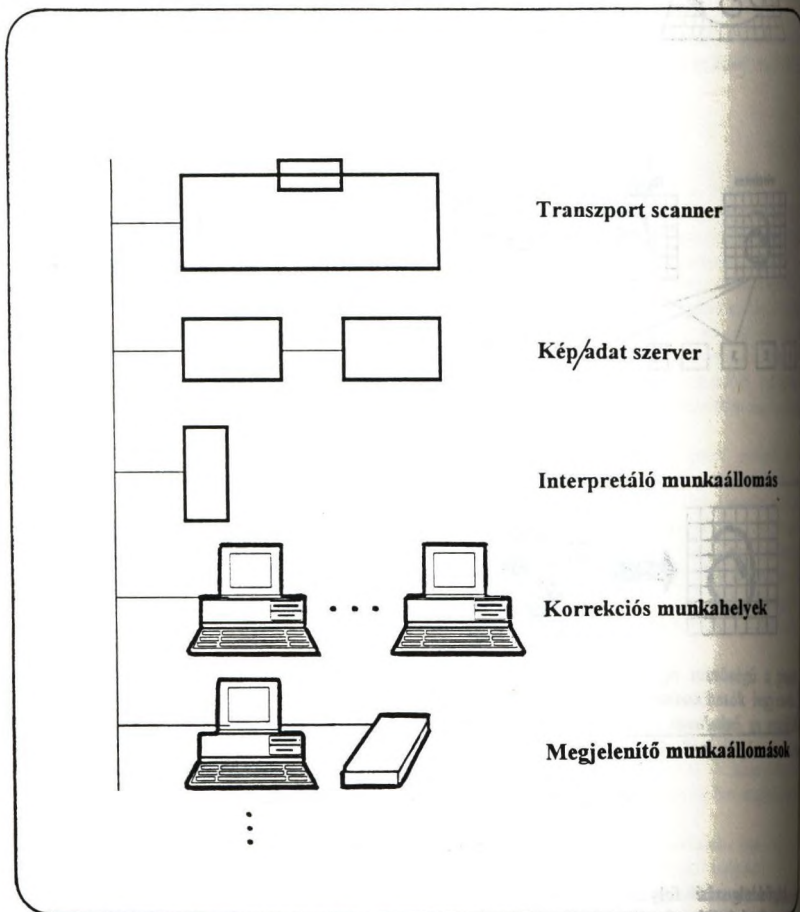 Transzport scanner
Kép/adat szerver
Interpretáló munkaállomás
Korrekciós munkahelyek
Megjelenítő munkaállomások